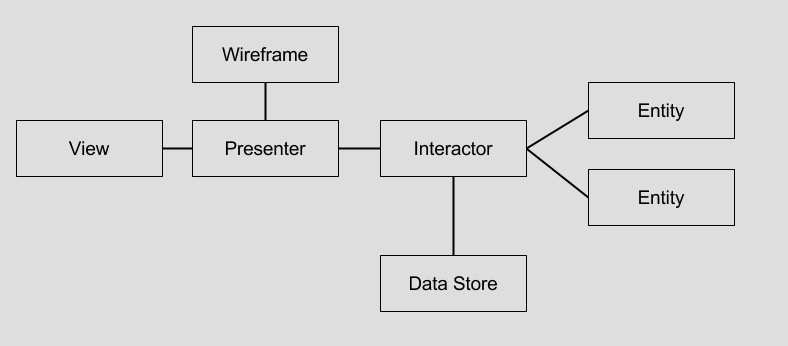 Wireframe
View
Presenter
Interactor
Entity
Entity
Data Store